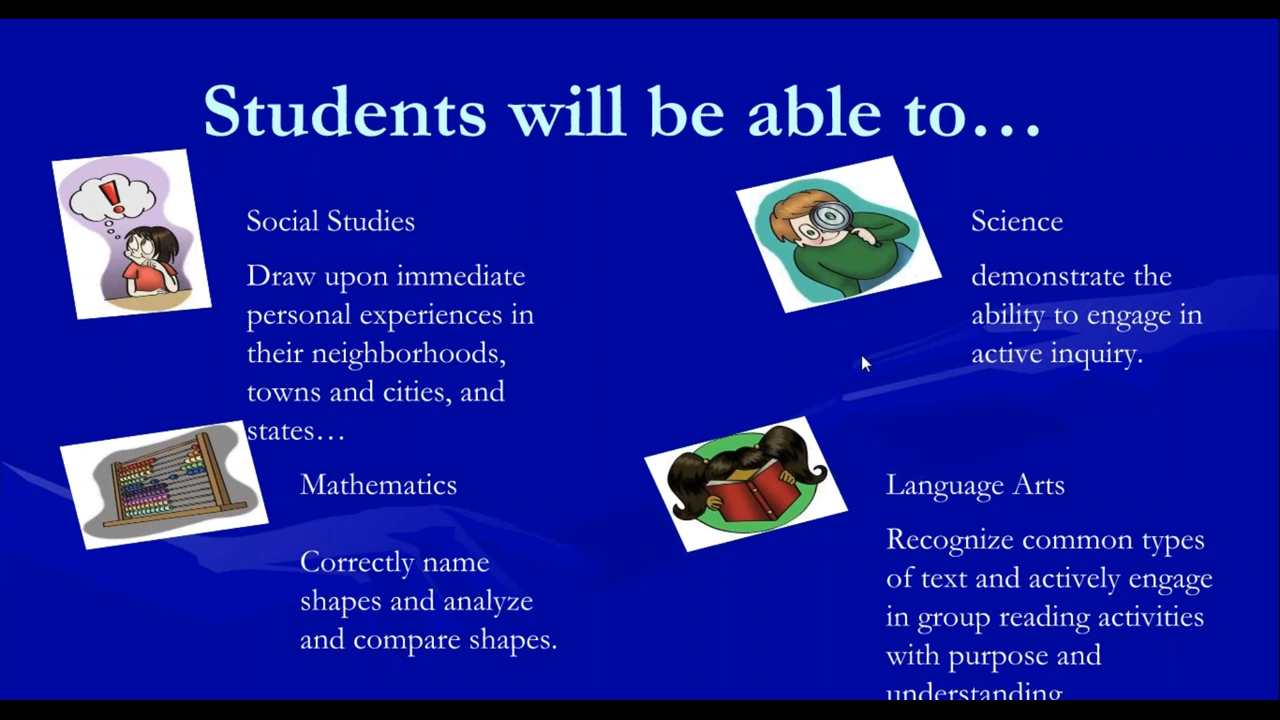 Students will be able to…
Social Studies
Draw upon immediate
personal experiences in
their neighborhoods,
towns and cities, and
states…
Science
demonstrate the
ability to engage in
active inquiry.
Mathematics
Correctly name
shapes and analyze
and compare shapes.
Language Arts
Recognize common types
of text and actively engage
in group reading activities
with purpose and
understanding